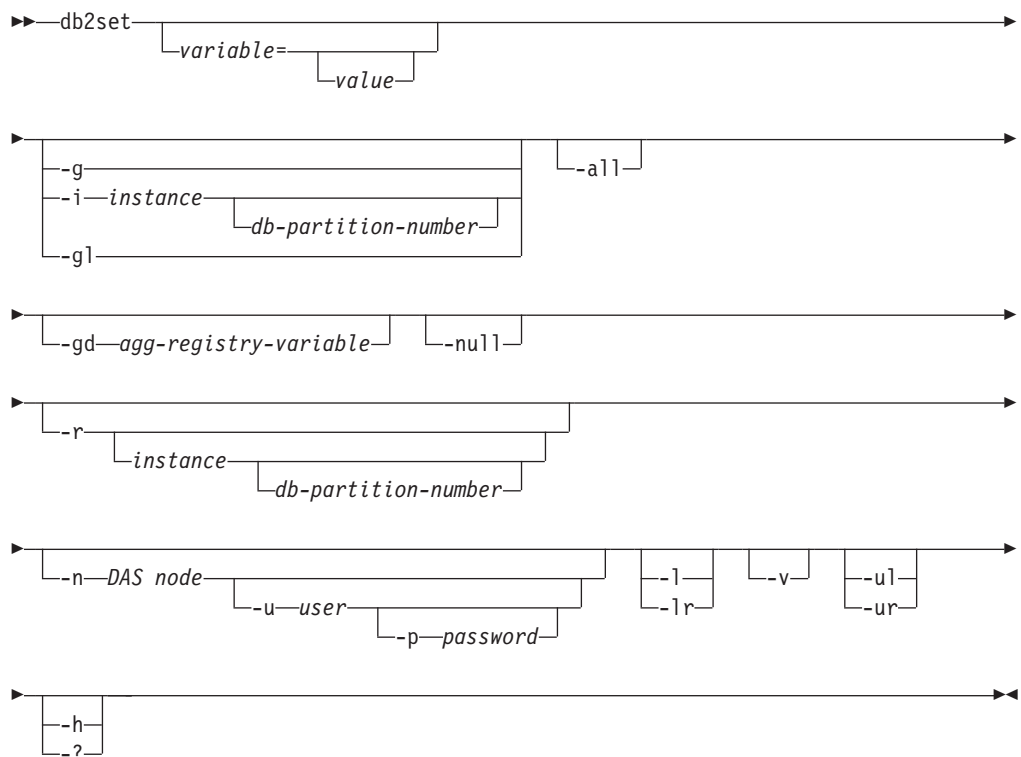 db2set
variable=
value
-g
-all
-i instance
db-partition-number
-gl
-gd agg-registry-variable
-null
-r
instance
db-partition-number
-n DAS node
-l
-v
-ul
-u user
-lr
-ur
-p password
-h
-?